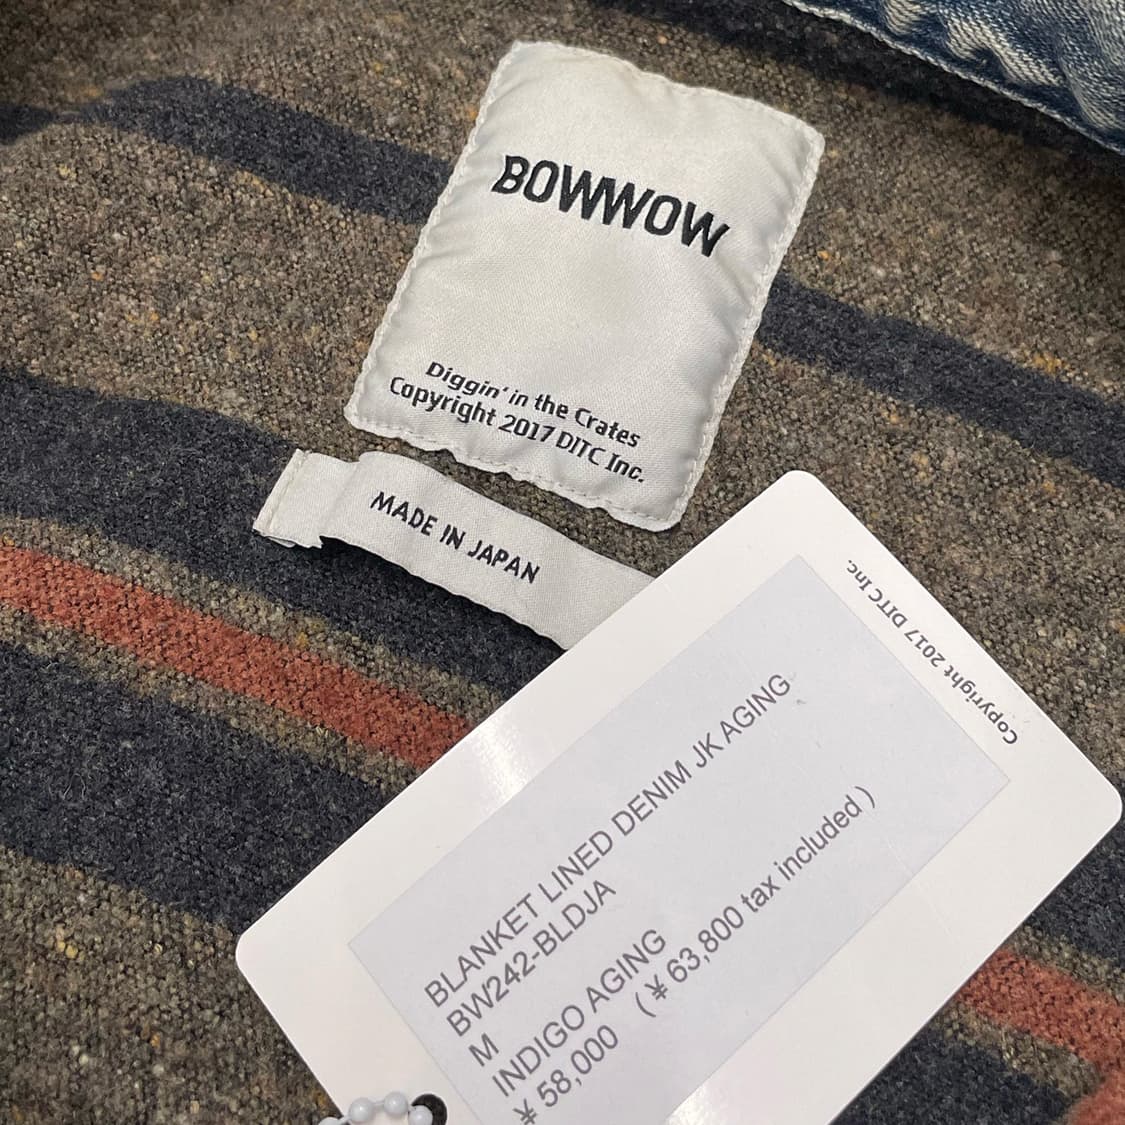 BOWWOW
Diggin' in the Crates
Copyright 2017 DITC Inc.
MADE IN JAPAN
Copyright 2017 DITC Inc.
BLANKET LINED DENIM JK AGING
BW242-BLDJA
M
INDIGO AGING
¥ 58,000 (¥ 63,800 tax included)